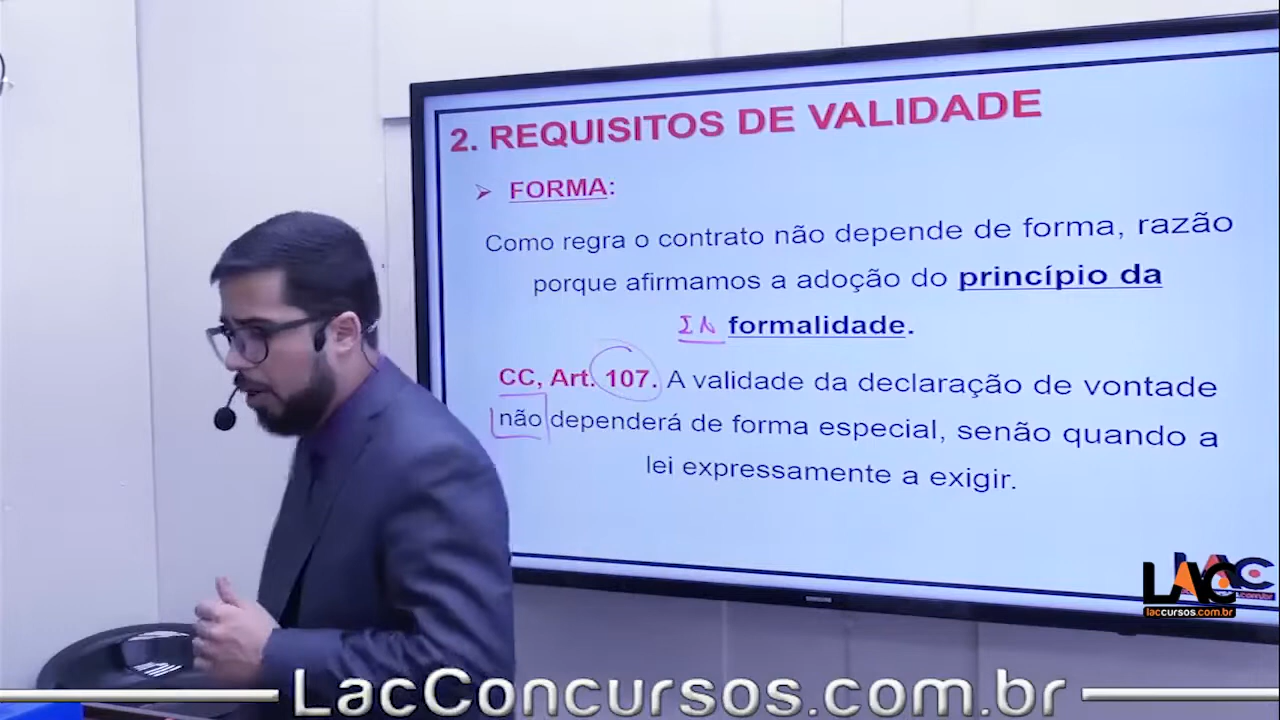 2. REQUISITOS DE VALIDADE
➢ FORMA:
Como regra o contrato não depende de forma, razão
porque afirmamos a adoção do princípio da
IN formalidade.
CC, Art. 107. A validade da declaração de vontade
não dependerá de forma especial, senão quando a
lei expressamente a exigir.
LAC
laccursos.com.br
LacConcursos.com.br